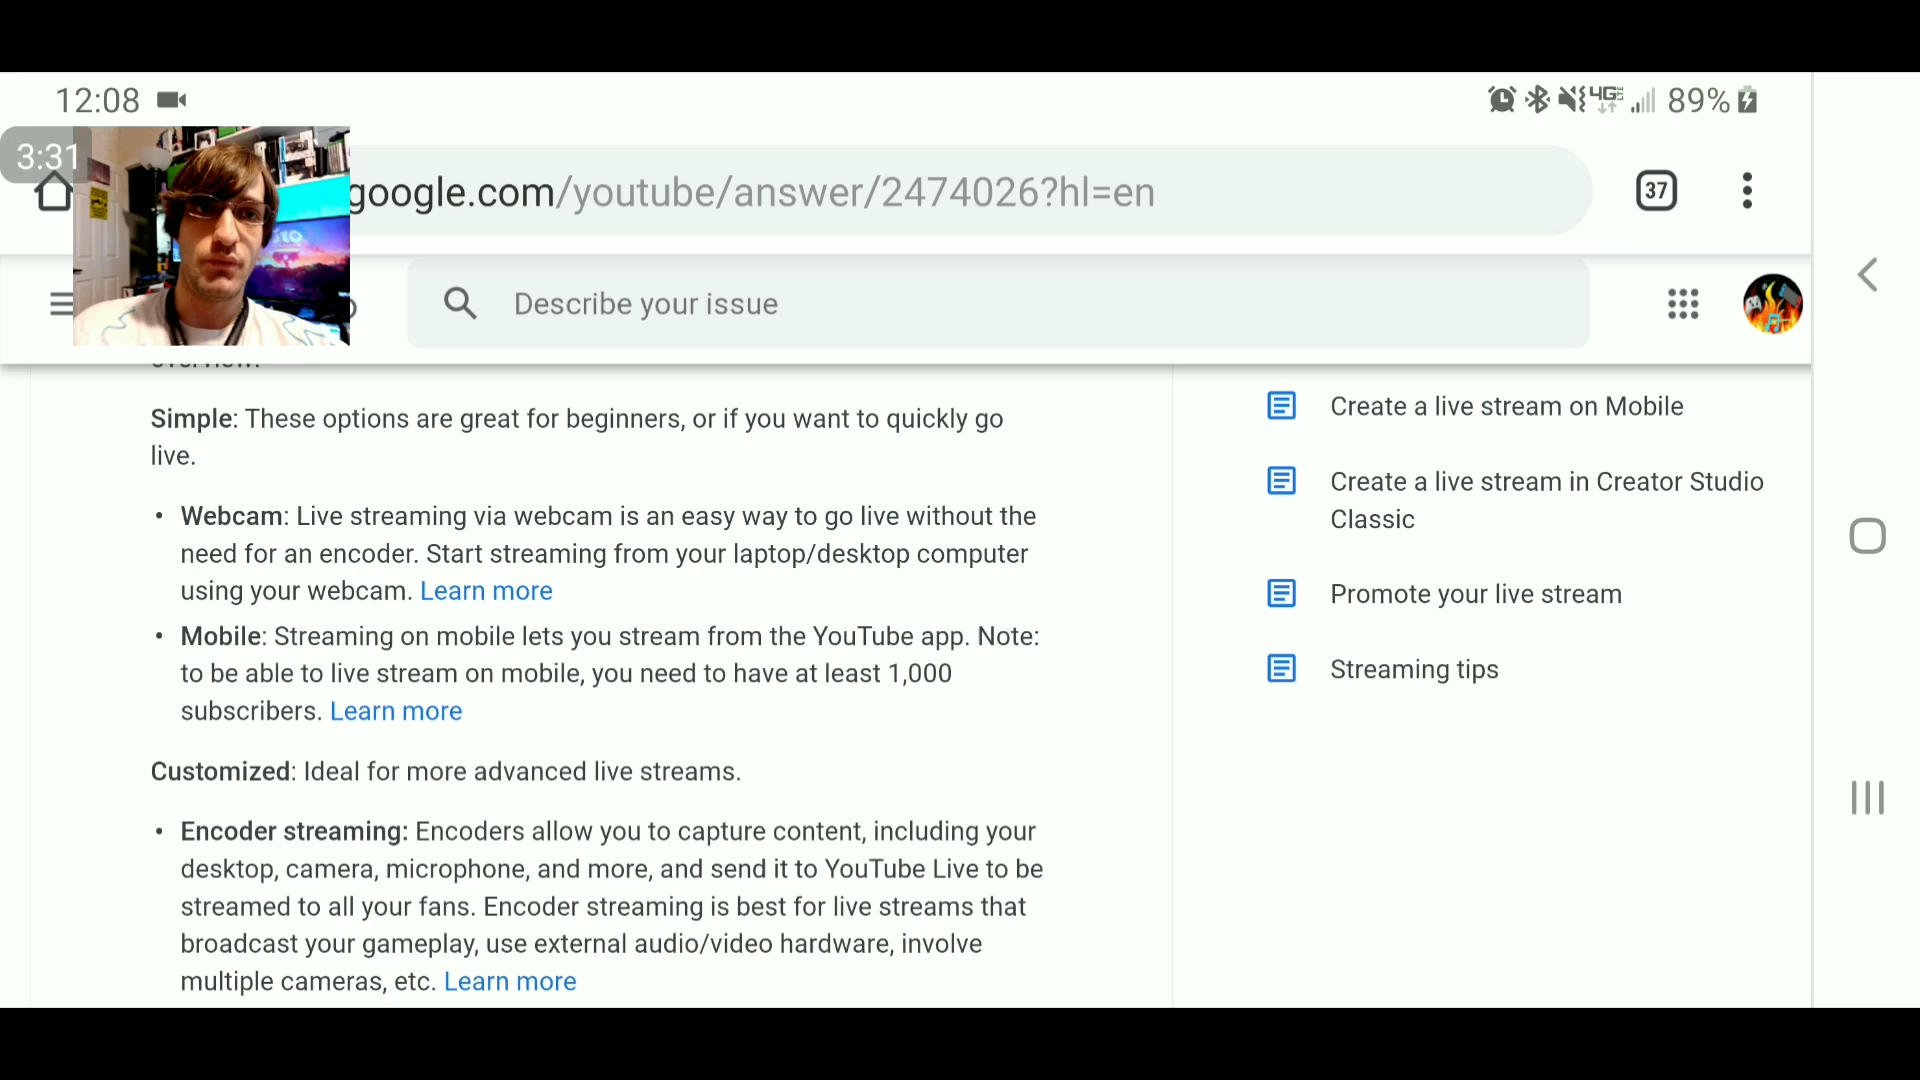 12:08
4G LTE
89%
3:31
google.com/youtube/answer/2474026?hl=en
37
Describe your issue
Simple: These options are great for beginners, or if you want to quickly go
live.
• Webcam: Live streaming via webcam is an easy way to go live without the
need for an encoder. Start streaming from your laptop/desktop computer
using your webcam. Learn more
• Mobile: Streaming on mobile lets you stream from the YouTube app. Note:
to be able to live stream on mobile, you need to have at least 1,000
subscribers. Learn more
Customized: Ideal for more advanced live streams.
• Encoder streaming: Encoders allow you to capture content, including your
desktop, camera, microphone, and more, and send it to YouTube Live to be
streamed to all your fans. Encoder streaming is best for live streams that
broadcast your gameplay, use external audio/video hardware, involve
multiple cameras, etc. Learn more
Create a live stream on Mobile
Create a live stream in Creator Studio
Classic
Promote your live stream
Streaming tips